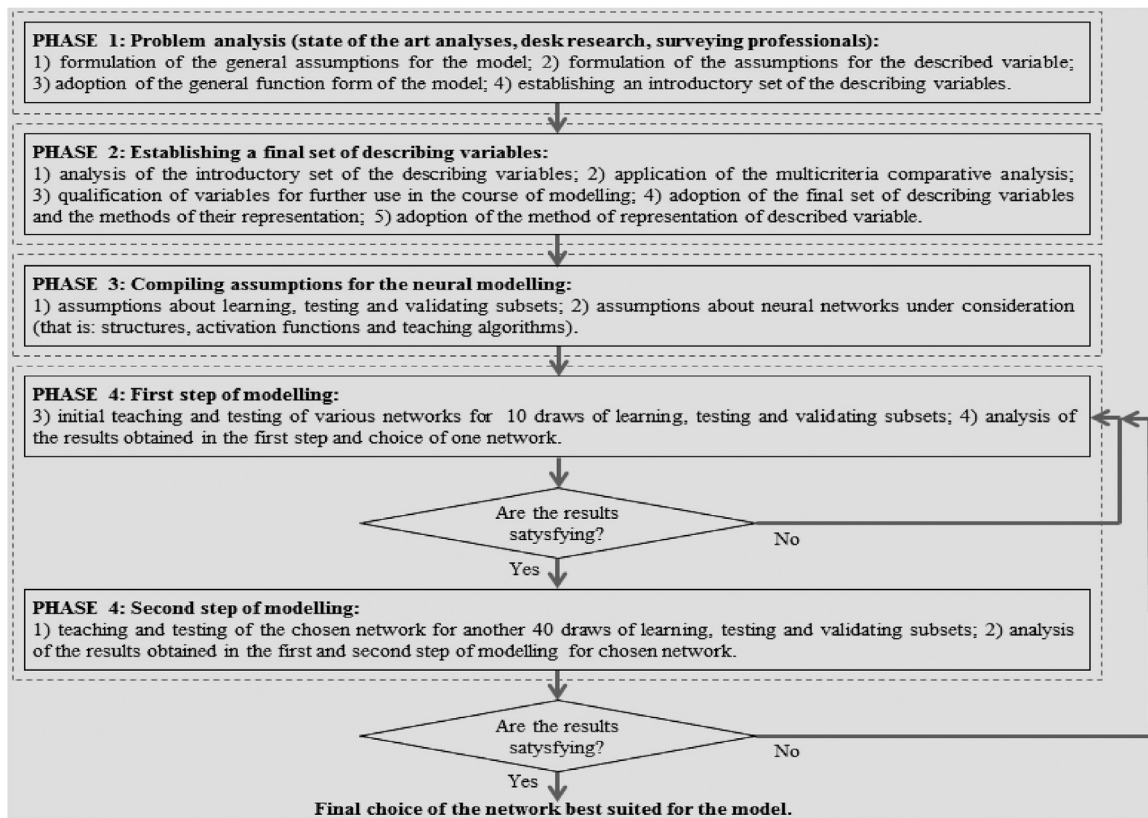 PHASE 1: Problem analysis (state of the art analyses, desk research, surveying professionals):
1) formulation of the general assumptions for the model; 2) formulation of the assumptions for the described variable;
3) adoption of the general function form of the model; 4) establishing an introductory set of the describing variables.
PHASE 2: Establishing a final set of describing variables:
1) analysis of the introductory set of the describing variables; 2) application of the multicriteria comparative analysis;
3) qualification of variables for further use in the course of modelling; 4) adoption of the final set of describing variables
and the methods of their representation; 5) adoption of the method of representation of described variable.
PHASE 3: Compiling assumptions for the neural modelling:
1) assumptions about learning, testing and validating subsets; 2) assumptions about neural networks under consideration
(that is: structures, activation functions and teaching algorithms).
PHASE 4: First step of modelling:
3) initial teaching and testing of various networks for 10 draws of learning, testing and validating subsets; 4) analysis of
the results obtained in the first step and choice of one network.
Are the results
satysfying?
No
Yes
PHASE 4: Second step of modelling:
1) teaching and testing of the chosen network for another 40 draws of learning, testing and validating subsets; 2) analysis
of the results obtained in the first and second step of modelling for chosen network.
Are the results
satysfying?
No
Yes
Final choice of the network best suited for the model.